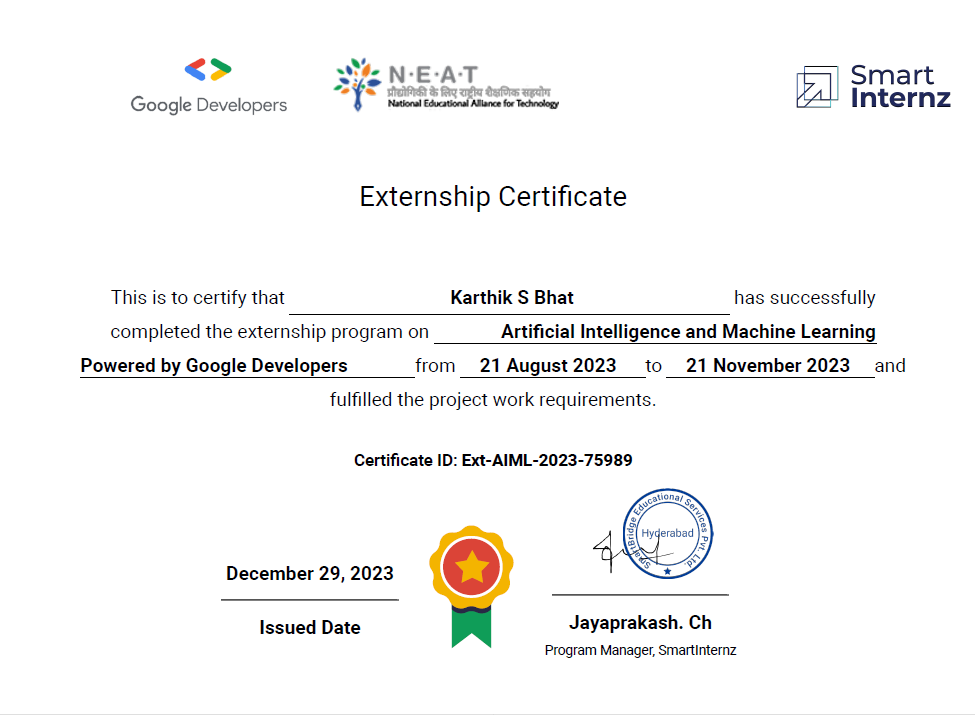 Google Developers
N·E·A·T
प्रौद्योगिकी के लिए राष्ट्रीय शैक्षणिक सहयोग
National Educational Alliance for Technology
Smart
Internz
Externship Certificate
This is to certify that Karthik S Bhat has successfully
completed the externship program on Artificial Intelligence and Machine Learning
Powered by Google Developers from 21 August 2023 to 21 November 2023 and
fulfilled the project work requirements.
Certificate ID: Ext-AIML-2023-75989
SmartBridge Educational Services Pvt. Ltd.
Hyderabad
December 29, 2023
Issued Date
Jayaprakash. Ch
Program Manager, SmartInternz